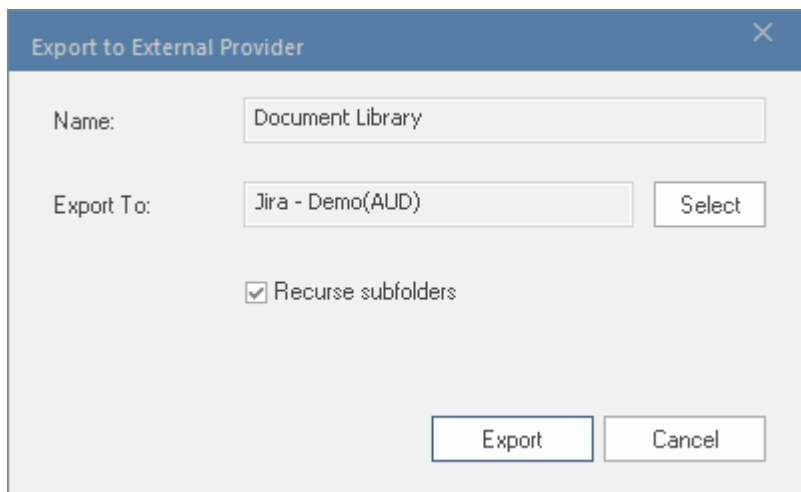 Export to External Provider
Name:
Document Library
Export To:
Jira - Demo(AUD)
Select
Recurse subfolders
Export
Cancel